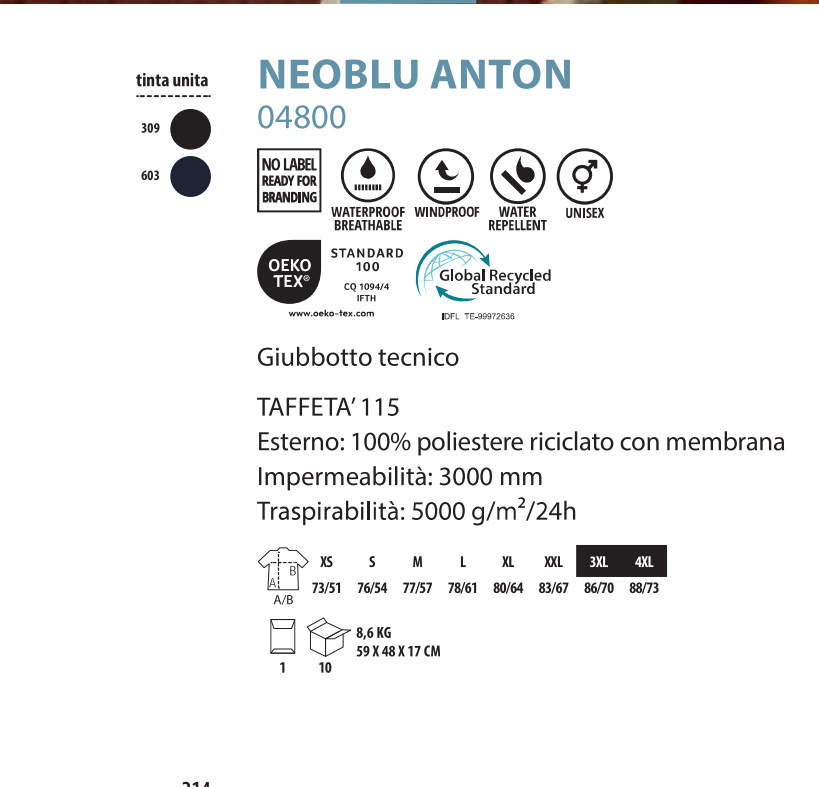 tinta unita
309
603
NEOBLU ANTON
04800
NO LABEL
READY FOR
BRANDING
WATERPROOF
BREATHABLE
WINDPROOF
WATER
REPELLENT
UNISEX
OEKO
TEX®
STANDARD
100
CQ 1094/4
IFTH
www.oeko-tex.com
Global Recycled
Standard
IDFL TE-99972636
Giubbotto tecnico
TAFFETA’ 115
Esterno: 100% poliestere riciclato con membrana
Impermeabilità: 3000 mm
Traspirabilità: 5000 g/m²/24h
A B
A/B
XS S M L XL XXL 3XL 4XL
73/51 76/54 77/57 78/61 80/64 83/67 86/70 88/73
8,6 KG
59 X 48 X 17 CM
1 10